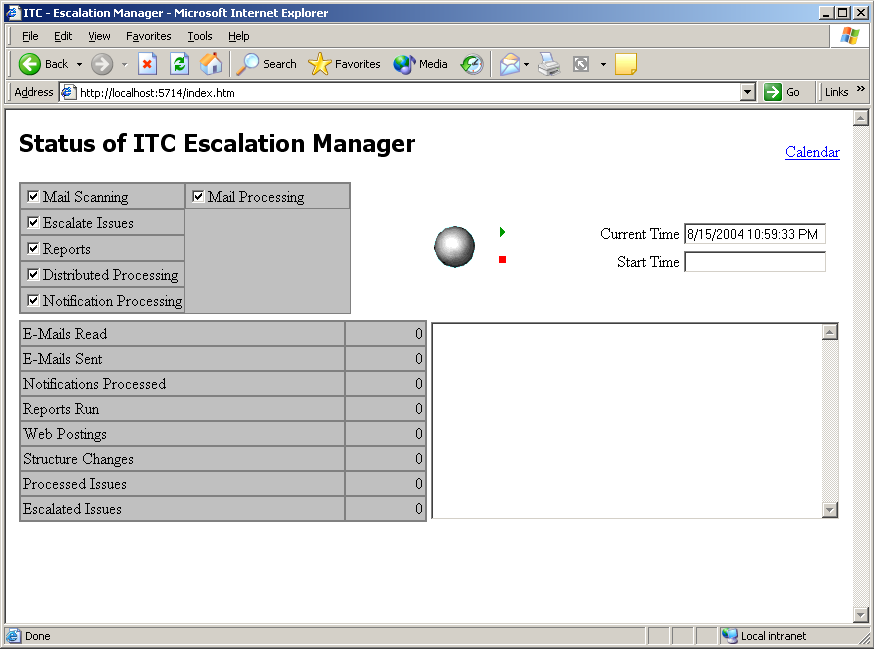 ITC - Escalation Manager - Microsoft Internet Explorer
File Edit View Favorites Tools Help
Back Search Favorites Media
Address http://localhost:5714/index.htm Go Links »
Status of ITC Escalation Manager
Calendar
Mail Scanning Mail Processing
Escalate Issues
Reports
Distributed Processing
Notification Processing
Current Time 8/15/2004 10:59:33 PM
Start Time
E-Mails Read 0
E-Mails Sent 0
Notifications Processed 0
Reports Run 0
Web Postings 0
Structure Changes 0
Processed Issues 0
Escalated Issues 0
Done Local intranet